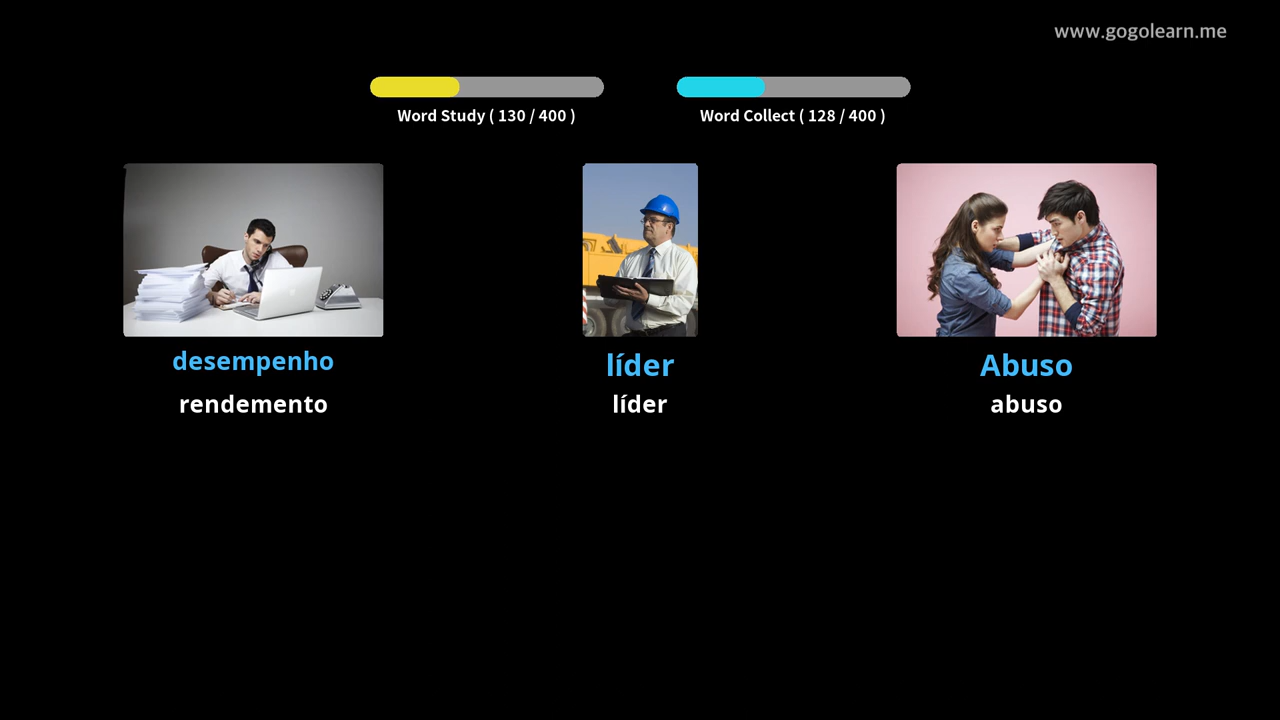 www.gogolearn.me
Word Study ( 130 / 400 )
Word Collect ( 128 / 400 )
desempenho
rendemento
líder
líder
Abuso
abuso